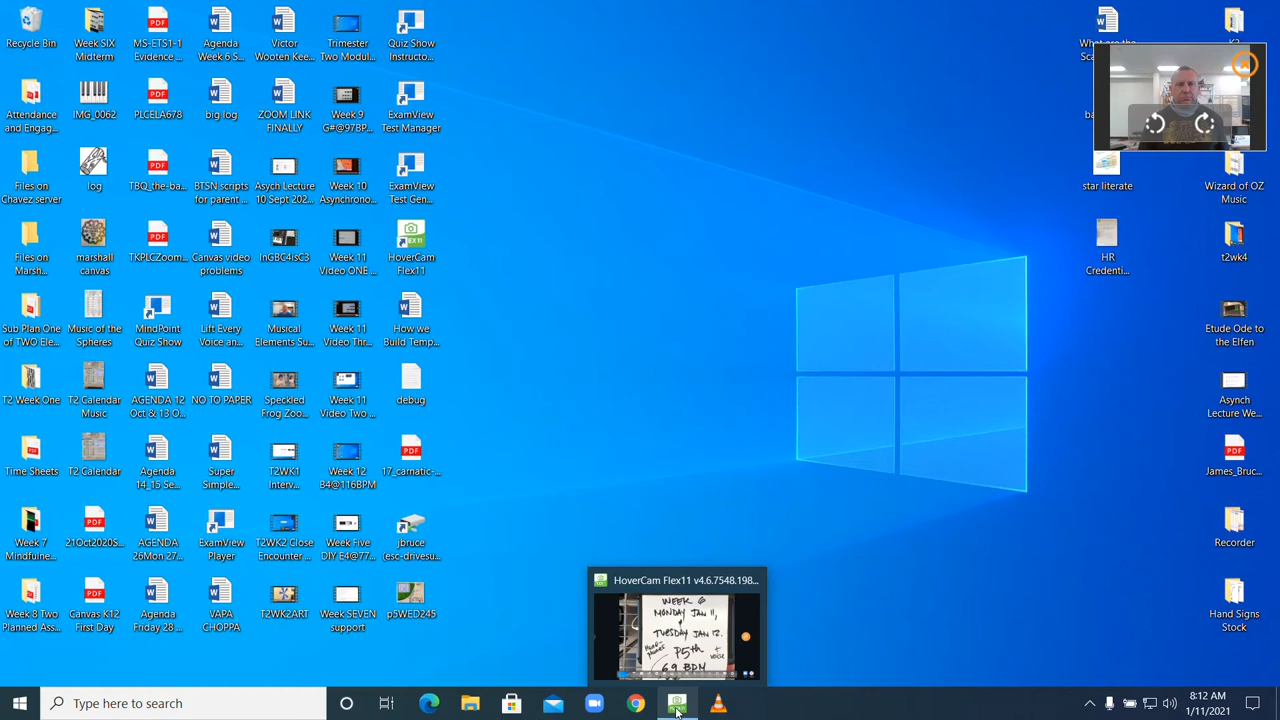 Recycle Bin
Week SIX
Midterm
MS-ETS1-1
Evidence ...
Agenda
Week 6 S...
Victor
Wooten Kee...
Trimester
Two Modul...
Quiz Show
Instructo...
Attendance
and Engag...
IMG_0062
PLCELA678
big log
ZOOM LINK
FINALLY
Week 9
G#@97BP...
ExamView
Test Manager
Files on
Chavez server
log
TBQ_the-ba...
BTSN scripts
for parent ...
Asych Lecture
10 Sept 202...
Week 10
Asynchrono...
ExamView
Test Gen...
Files on
Marsh...
marshall
canvas
TKPLCZoom...
Canvas video
problems
InGBC4isC3
Week 11
Video ONE ...
HoverCam
Flex11
Sub Plan One
of TWO Ele...
Music of the
Spheres
MindPoint
Quiz Show
Lift Every
Voice an...
Musical
Elements Su...
Week 11
Video Thr...
How we
Build Temp...
T2 Week One
T2 Calendar
Music
AGENDA 12
Oct & 13 O...
NO TO PAPER
Speckled
Frog Zoo...
Week 11
Video Two ...
debug
Time Sheets
T2 Calendar
Agenda
14_15 Se...
Super
Simple...
T2WK1
Interv...
Week 12
B4@116BPM
17_carnatic-...
Week 7
Mindfulne...
21Oct2020S...
AGENDA
26Mon 27...
ExamView
Player
T2WK2 Close
Encounter ...
Week Five
DIY E4@77...
jbruce
(esc-drivesu...
Week 8 Two
Planned Ass...
Canvas K12
First Day
Agenda
Friday 28 ...
VAPA
CHOPPA
T2WK2ART
Week SEVEN
support
p5WED245
What are the
Sca
ba
star literate
HR
Credenti...
Wizard of OZ
Music
t2wk4
Etude Ode to
the Elfen
Asynch
Lecture We...
James_Bruc...
Recorder
Hand Signs
Stock
HoverCam Flex11 v4.6.7548.198...
WEEK 6
MONDAY JAN 11,
TUESDAY JAN 12.
Head-
phones
P5th
+
voice
69 BPM
Type here to search
8:12 AM
1/11/2021